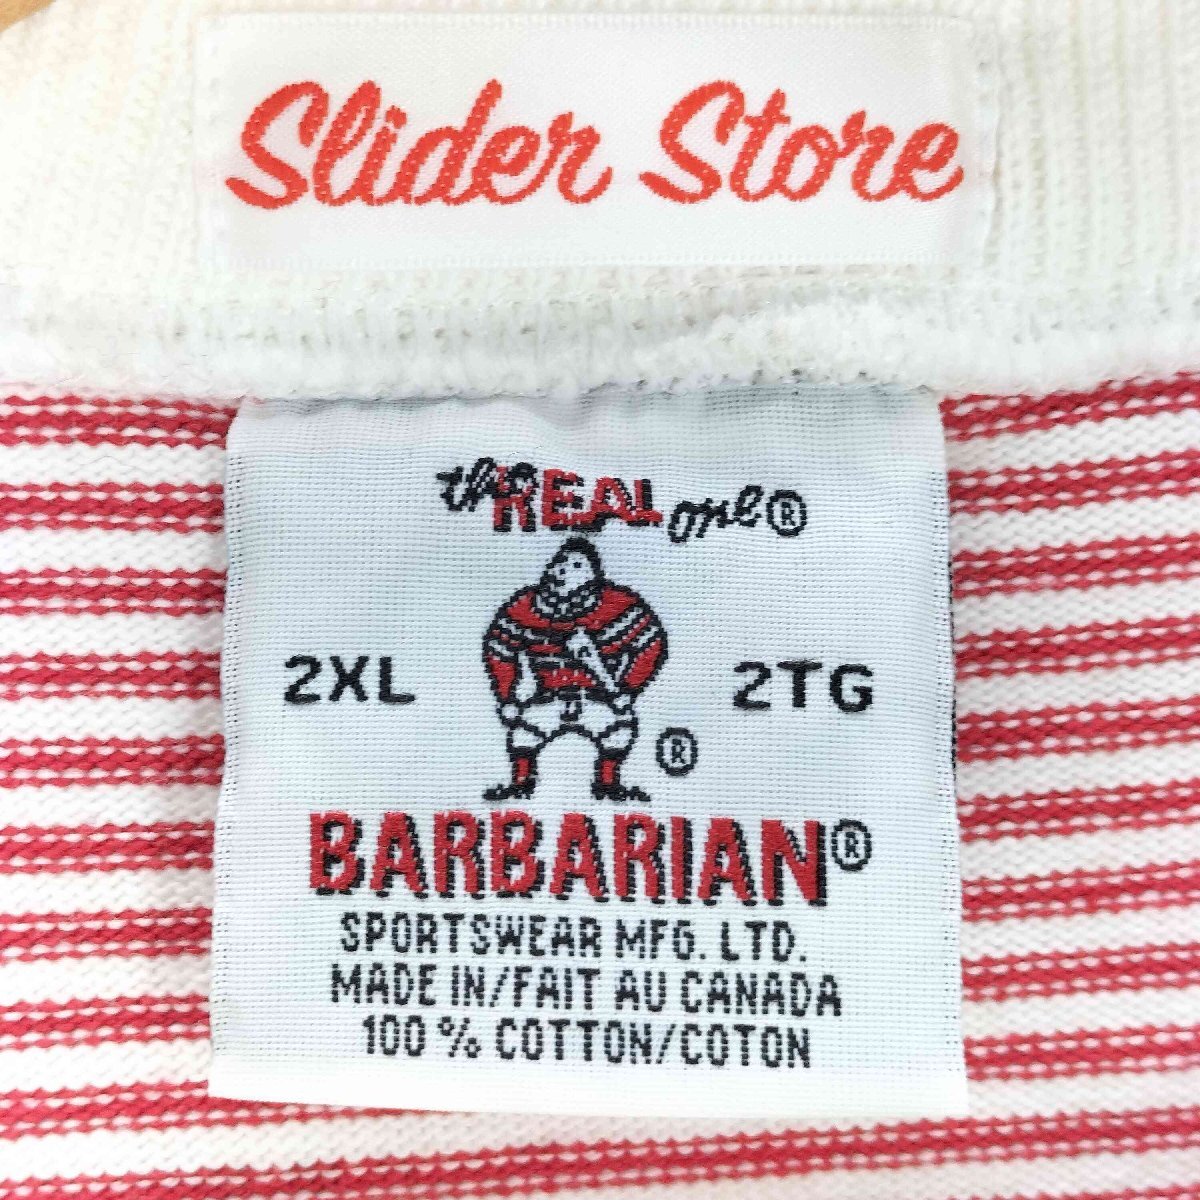 Slider Store
the REAL one®
2XL 2TG
®
BARBARIAN®
SPORTSWEAR MFG. LTD.
MADE IN/FAIT AU CANADA
100 % COTTON/COTON